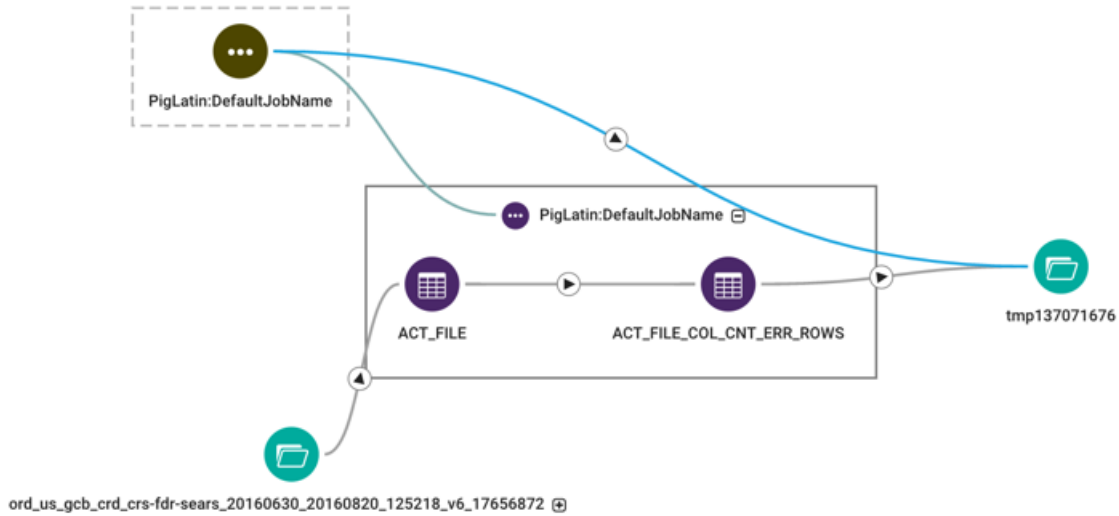 PigLatin:DefaultJobName
PigLatin:DefaultJobName
ACT_FILE
ACT_FILE_COL_CNT_ERR_ROWS
tmp137071676
ord_us_gcb_crd_crs-fdr-sears_20160630_20160820_125218_v6_17656872